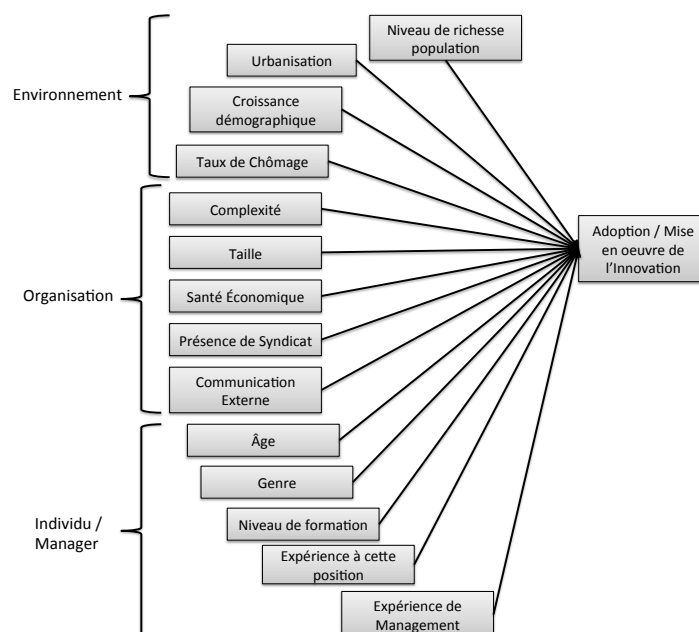 Niveau de richesse
population
Urbanisation
Environnement
Croissance
démographique
Taux de Chômage
Complexité
Adoption / Mise
en oeuvre de
l'Innovation
Taille
Organisation
Santé Économique
Présence de Syndicat
Communication
Externe
Âge
Genre
Individu /
Manager
Niveau de formation
Expérience à cette
position
Expérience de
Management